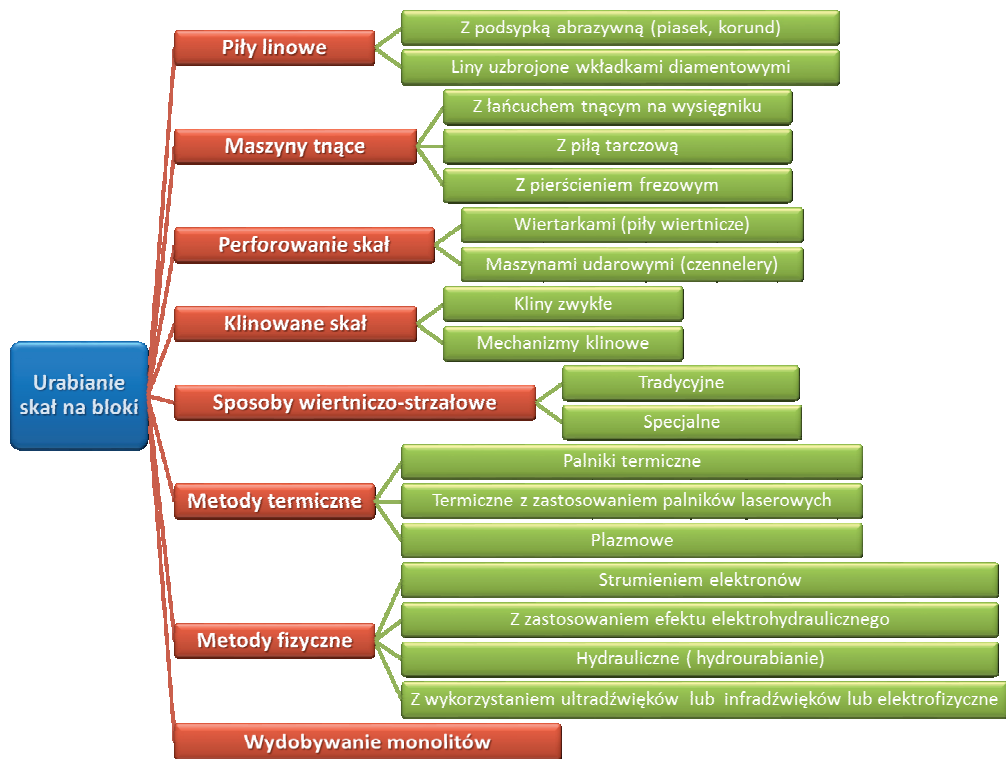 Urabianie
skał na bloki
Piły linowe
Z podsypką abrazywną (piasek, korund)
Liny uzbrojone wkładkami diamentowymi
Maszyny tnące
Z łańcuchem tnącym na wysięgniku
Z piłą tarczową
Z pierścieniem frezowym
Perforowanie skał
Wiertarkami (piły wiertnicze)
Maszynami udarowymi (czennelery)
Klinowane skał
Kliny zwykłe
Mechanizmy klinowe
Sposoby wiertniczo-strzałowe
Tradycyjne
Specjalne
Metody termiczne
Palniki termiczne
Termiczne z zastosowaniem palników laserowych
Plazmowe
Metody fizyczne
Strumieniem elektronów
Z zastosowaniem efektu elektrohydraulicznego
Hydrauliczne ( hydrourabianie)
Z wykorzystaniem ultradźwięków lub infradźwięków lub elektrofizyczne
Wydobywanie monolitów